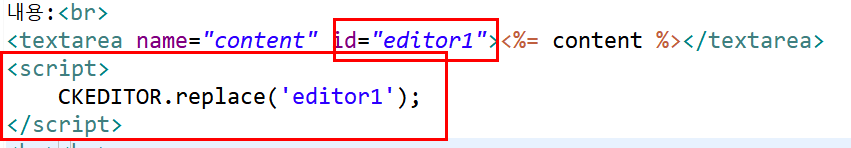 내용:<br>
<textarea name="content" id="editor1"><%= content %></textarea>
<script>
CKEDITOR.replace('editor1');
</script>